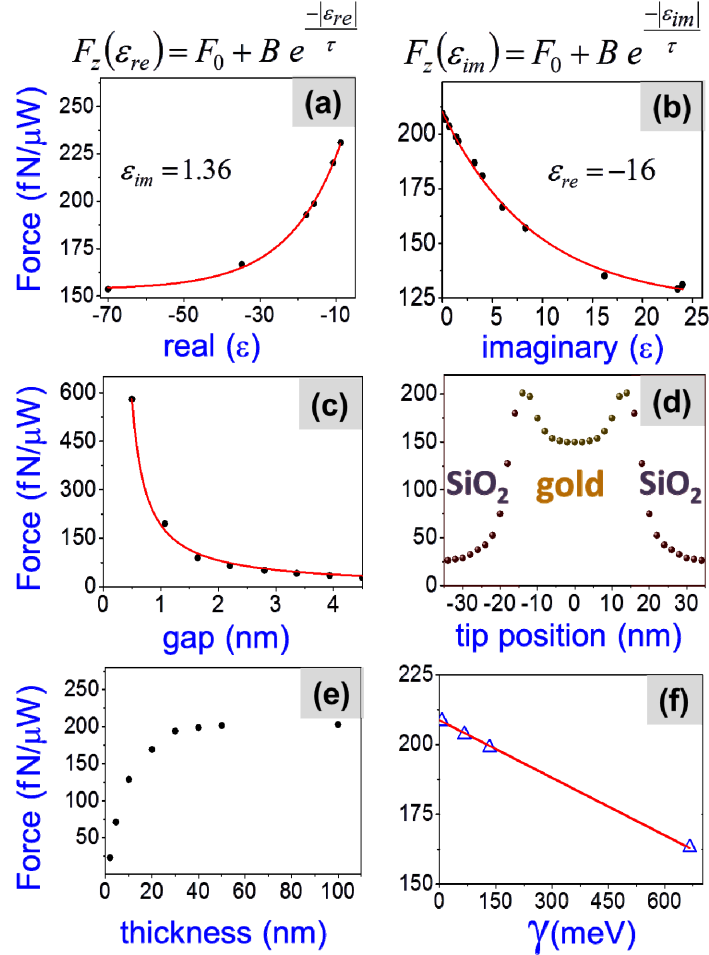 F_z(ε_re) = F_0 + B e^(-|ε_re|/τ)
F_z(ε_im) = F_0 + B e^(-|ε_im|/τ)
(a)
ε_im = 1.36
Force (fN/μW)
250
225
200
175
150
-70
-50
-30
-10
real (ε)
(b)
ε_re = −16
200
175
150
125
0
5
10
15
20
25
imaginary (ε)
(c)
Force (fN/μW)
600
450
300
150
0
0
1
2
3
4
gap (nm)
(d)
SiO2 gold SiO2
200
150
100
50
0
-30 -20 -10 0 10 20 30
tip position (nm)
(e)
Force (fN/μW)
250
200
150
100
50
0
20
40
60
80
100
thickness (nm)
(f)
225
200
175
150
0
150
300
450
600
γ(meV)